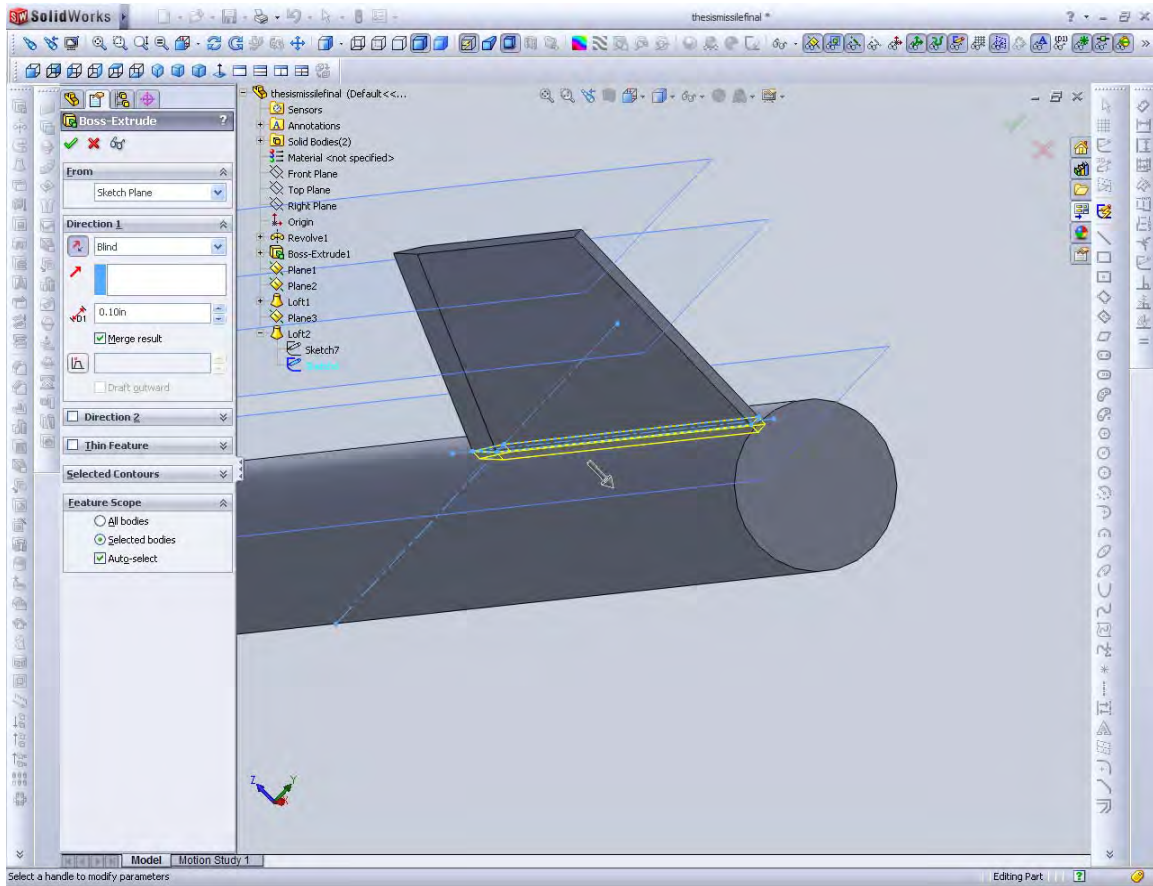 SolidWorks
thesismissilefinal *
Boss-Extrude
?
From
Sketch Plane
Direction 1
Blind
D1
0.10in
Merge result
Draft outward
Direction 2
Thin Feature
Selected Contours
Feature Scope
All bodies
Selected bodies
Auto-select
thesismissilefinal (Default<<...
Sensors
Annotations
Solid Bodies(2)
Material <not specified>
Front Plane
Top Plane
Right Plane
Origin
Revolve1
Boss-Extrude1
Plane1
Plane2
Loft1
Plane3
Loft2
Sketch7
Z
Y
X
Model
Motion Study 1
Select a handle to modify parameters
Editing Part
?